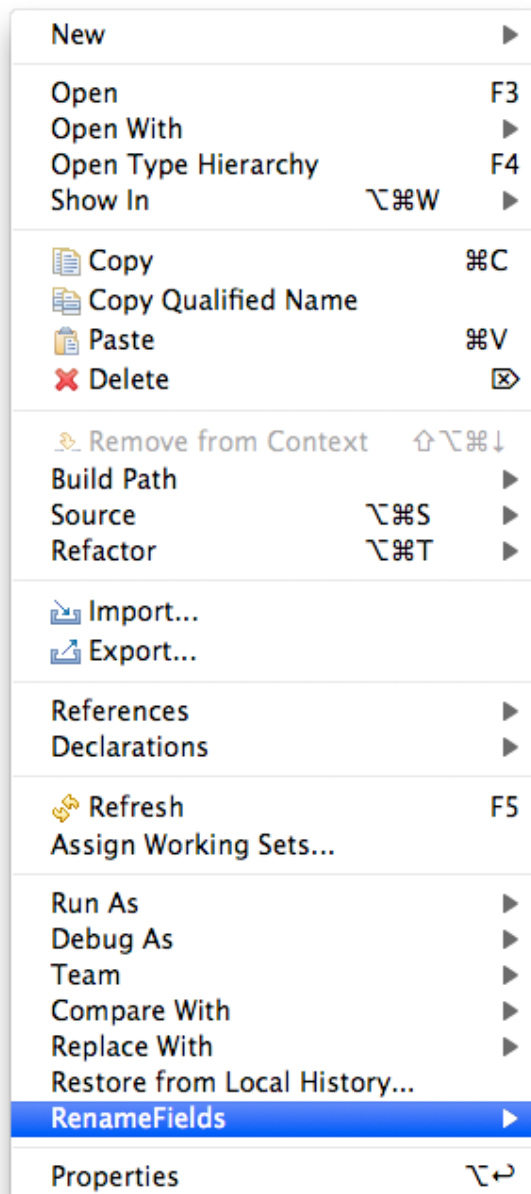 New ▶
Open F3
Open With ▶
Open Type Hierarchy F4
Show In ⌥⌘W ▶
Copy ⌘C
Copy Qualified Name
Paste ⌘V
Delete ⌦
Remove from Context ⇧⌥⌘↓
Build Path ▶
Source ⌥⌘S ▶
Refactor ⌥⌘T ▶
Import...
Export...
References ▶
Declarations ▶
Refresh F5
Assign Working Sets...
Run As ▶
Debug As ▶
Team ▶
Compare With ▶
Replace With ▶
Restore from Local History...
RenameFields ▶
Properties ⌥↩